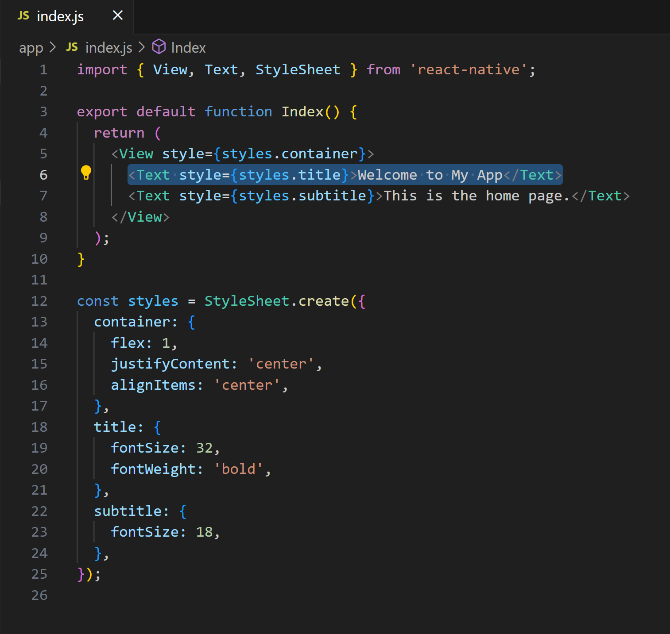 JS index.js ×
app > JS index.js > Index
1 import { View, Text, StyleSheet } from 'react-native';
2
3 export default function Index() {
4   return (
5     <View style={styles.container}>
6       <Text style={styles.title}>Welcome to My App</Text>
7       <Text style={styles.subtitle}>This is the home page.</Text>
8     </View>
9   );
10 }
11
12 const styles = StyleSheet.create({
13   container: {
14     flex: 1,
15     justifyContent: 'center',
16     alignItems: 'center',
17   },
18   title: {
19     fontSize: 32,
20     fontWeight: 'bold',
21   },
22   subtitle: {
23     fontSize: 18,
24   },
25 });
26